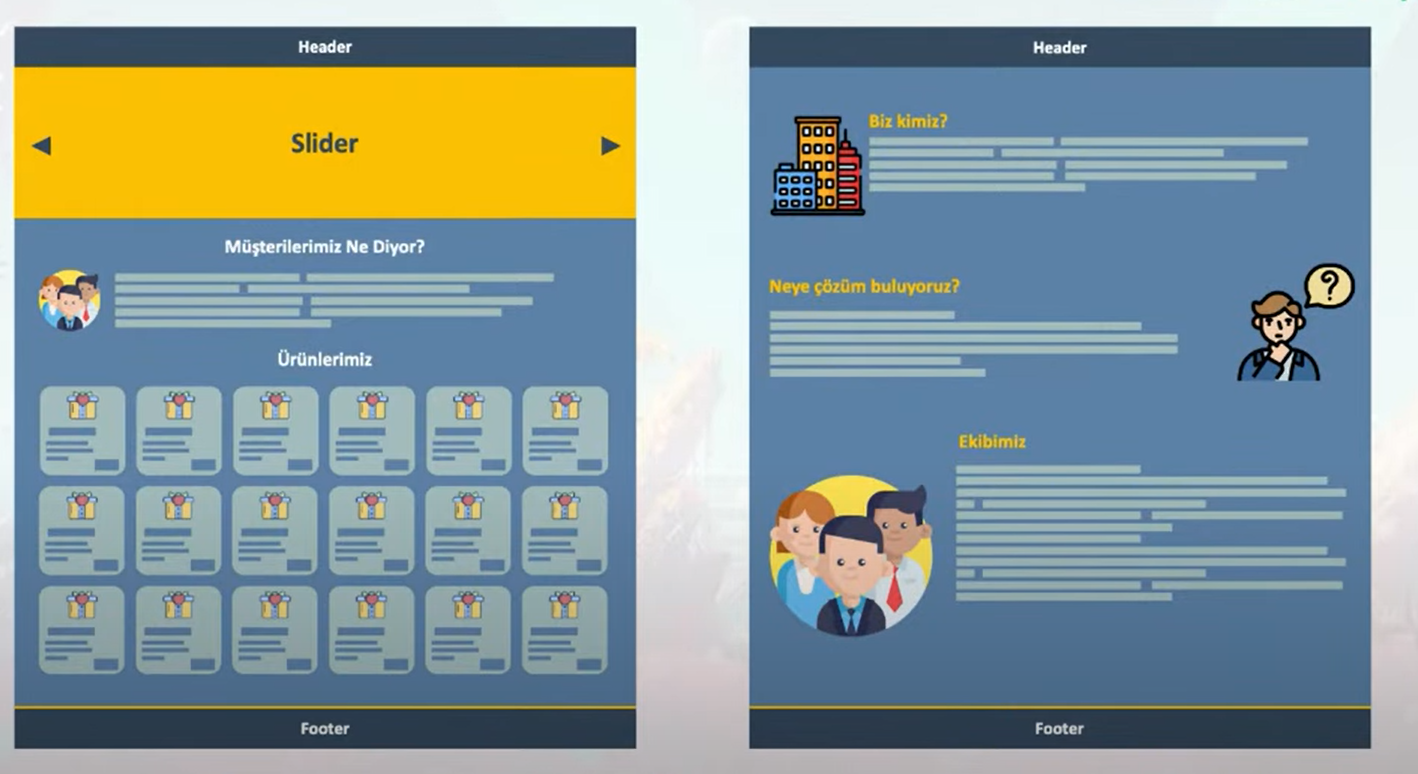 Header
Slider
Müşterilerimiz Ne Diyor?
Ürünlerimiz
Footer
Header
Biz kimiz?
?
Neye çözüm buluyoruz?
Ekibimiz
Footer